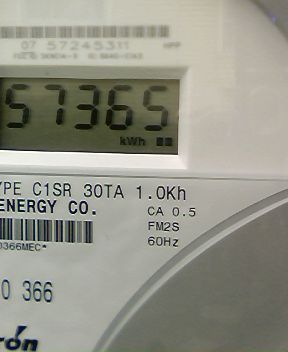 07 57245311
57365
kWh
YPE C1SR 30TA 1.0Kh
ENERGY CO.
CA 0.5
FM2S
60Hz
0366MEC*
0 366
ron